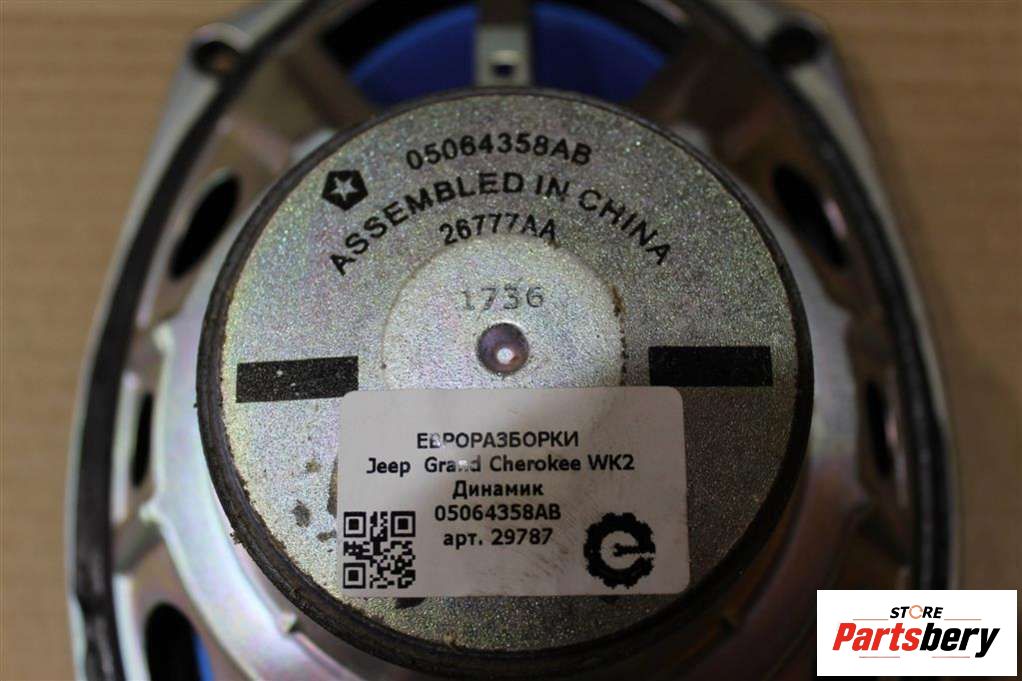 05064358AB
ASSEMBLED IN CHINA
26777AA
1736
ЕВРОРАЗБОРКИ
Jeep Grand Cherokee WK2
Динамик
05064358AB
арт. 29787
STORE
Partsbery